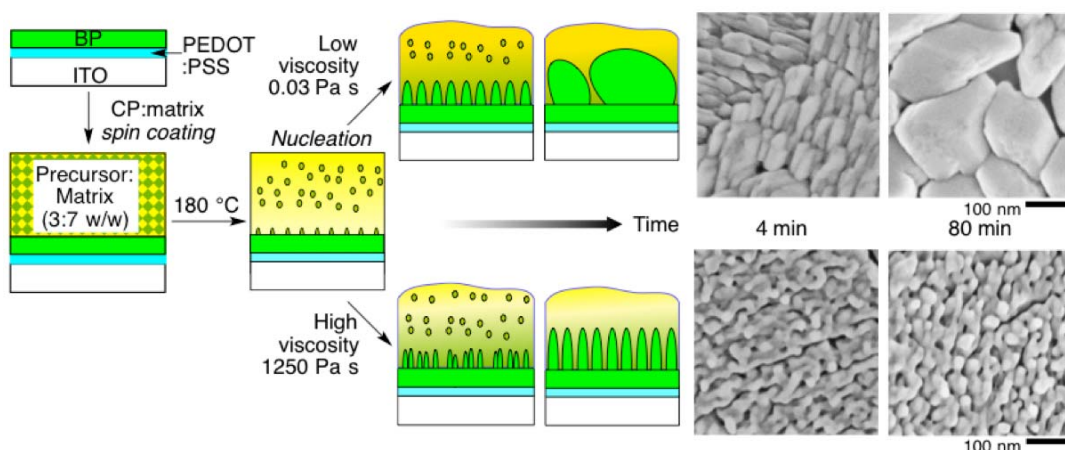 BP
PEDOT
:PSS
ITO
CP:matrix
spin coating
Precursor:
Matrix
(3:7 w/w)
180 °C
Nucleation
Low
viscosity
0.03 Pa s
High
viscosity
1250 Pa s
Time
4 min
80 min
100 nm
100 nm